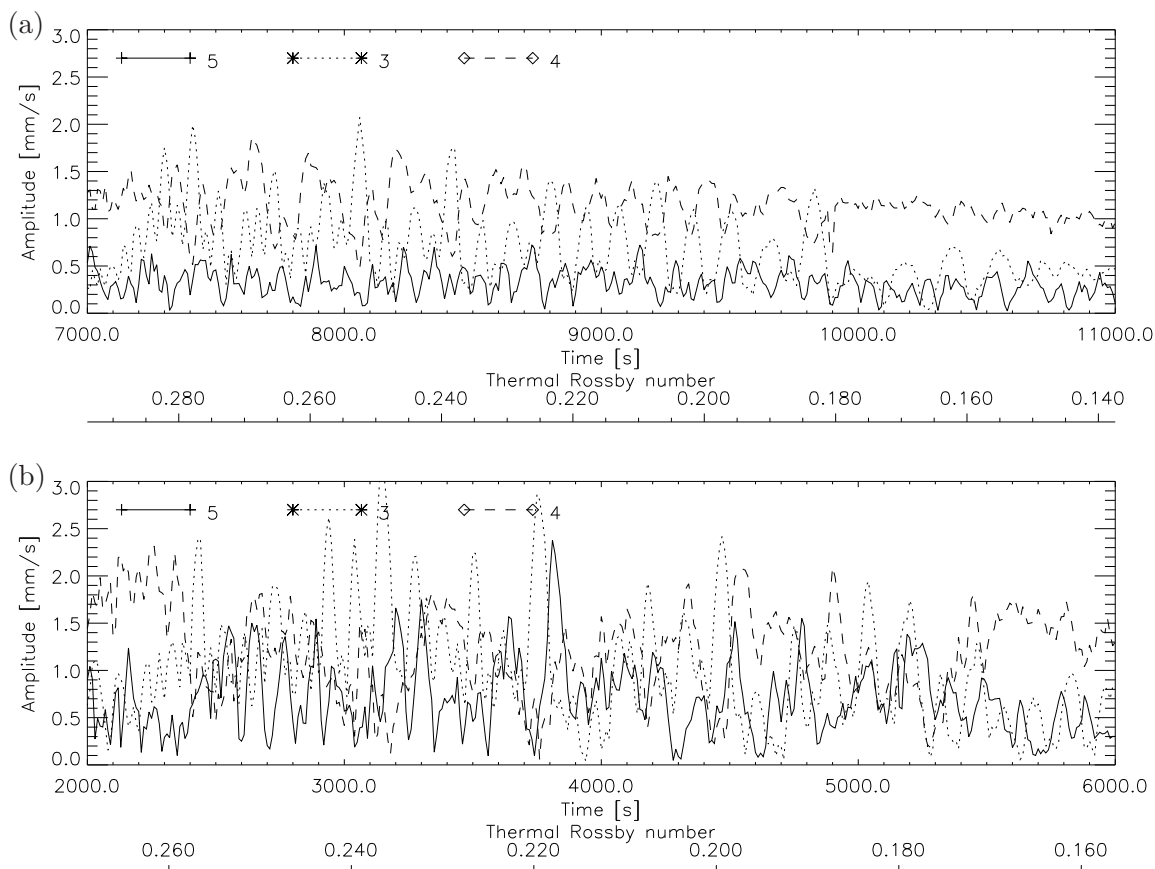 (a)
3.0
5
3
4
2.5
2.0
1.5
1.0
0.5
0.0
Amplitude [mm/s]
7000.0 8000.0 9000.0 10000.0 11000.0
Time [s]
Thermal Rossby number
0.280 0.260 0.240 0.220 0.200 0.180 0.160 0.140
(b)
3.0
5
3
4
2.5
2.0
1.5
1.0
0.5
0.0
Amplitude [mm/s]
2000.0 3000.0 4000.0 5000.0 6000.0
Time [s]
Thermal Rossby number
0.260 0.240 0.220 0.200 0.180 0.160